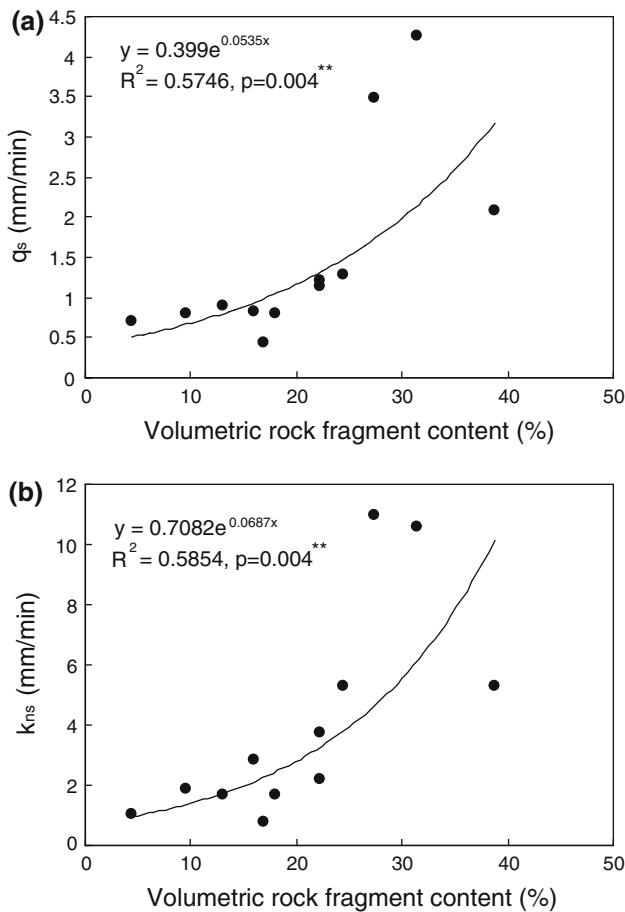 (a)
y = 0.399e^0.0535x
R² = 0.5746, p=0.004**
4.5
4
3.5
3
2.5
2
1.5
1
0.5
0
qs (mm/min)
0 10 20 30 40 50
Volumetric rock fragment content (%)
(b)
y = 0.7082e^0.0687x
R² = 0.5854, p=0.004**
12
10
8
6
4
2
0
kns (mm/min)
0 10 20 30 40 50
Volumetric rock fragment content (%)